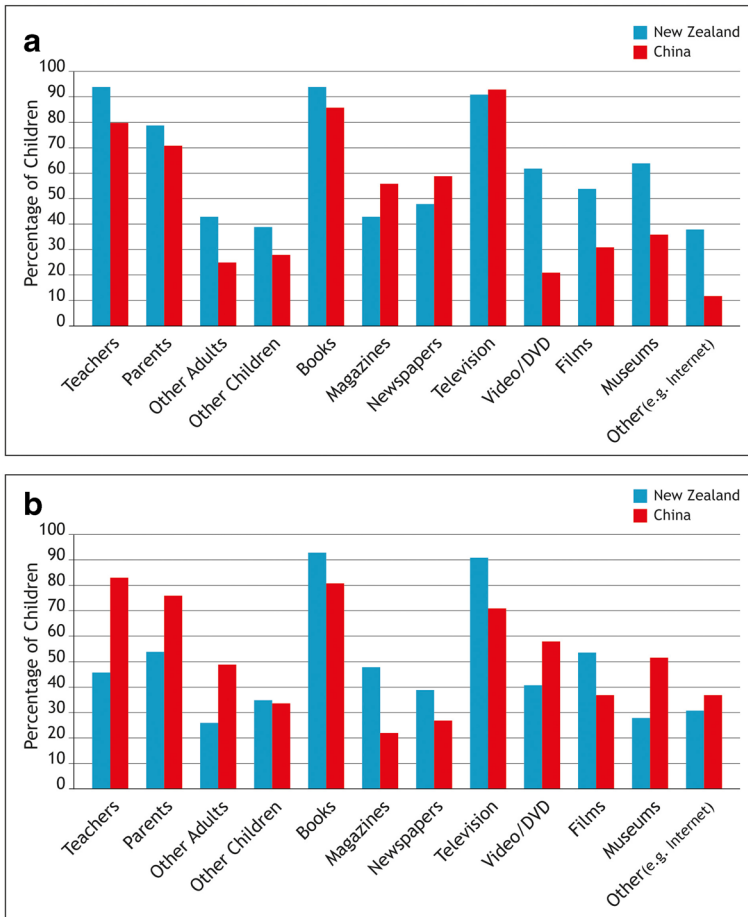 a
New Zealand
China
Percentage of Children
100
90
80
70
60
50
40
30
20
10
0
Teachers
Parents
Other Adults
Other Children
Books
Magazines
Newspapers
Television
Video/DVD
Films
Museums
Other(e.g. Internet)
b
New Zealand
China
Percentage of Children
100
90
80
70
60
50
40
30
20
10
0
Teachers
Parents
Other Adults
Other Children
Books
Magazines
Newspapers
Television
Video/DVD
Films
Museums
Other(e.g. Internet)